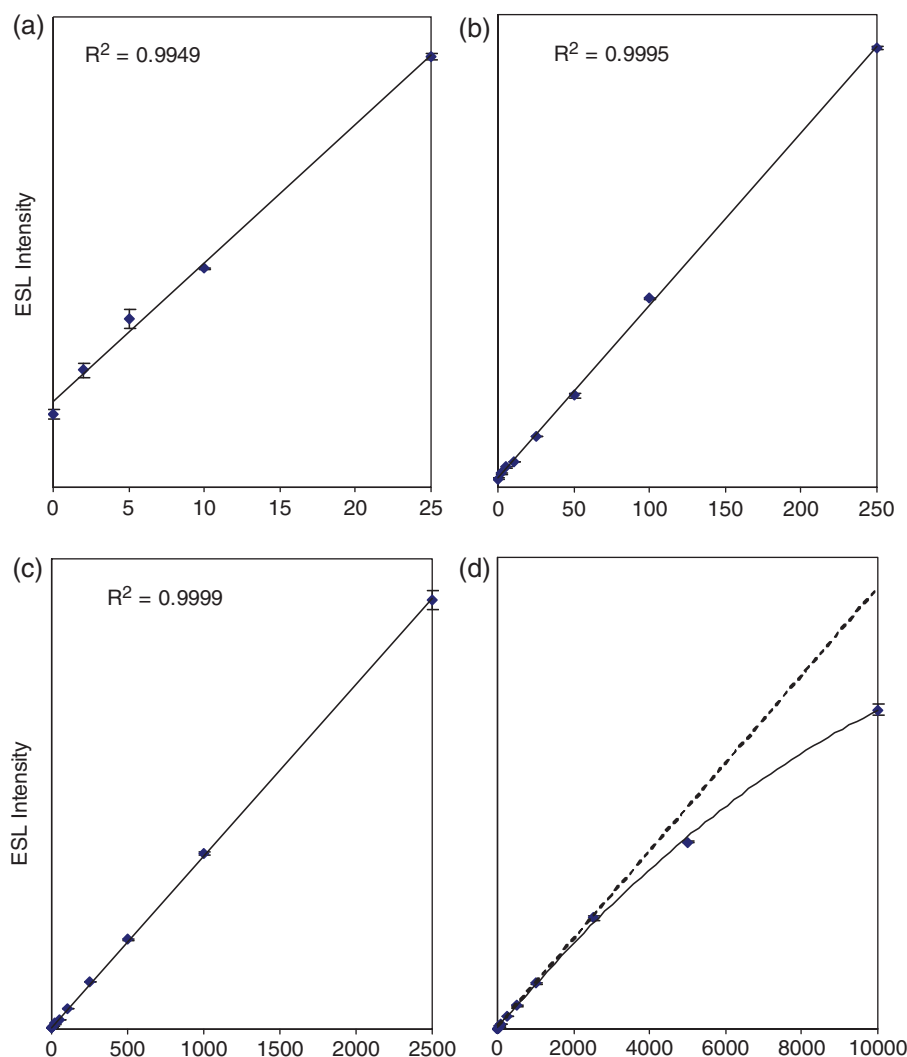 (a)
R² = 0.9949
ESL Intensity
0 5 10 15 20 25
(b)
R² = 0.9995
0 50 100 150 200 250
(c)
R² = 0.9999
ESL Intensity
0 500 1000 1500 2000 2500
(d)
0 2000 4000 6000 8000 10000